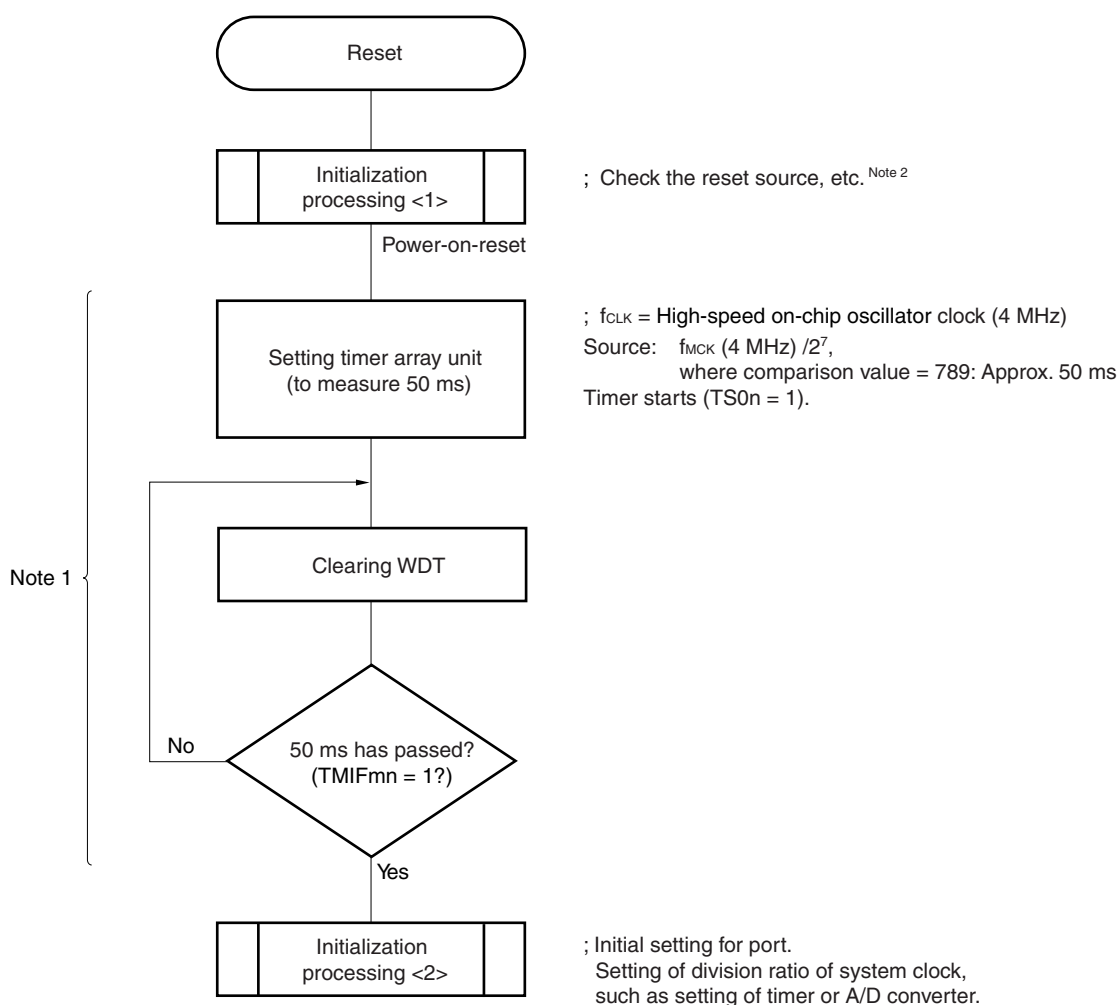 Reset
Initialization
processing <1>
; Check the reset source, etc. Note 2
Power-on-reset
Setting timer array unit
(to measure 50 ms)
; fCLK = High-speed on-chip oscillator clock (4 MHz)
Source: fMCK (4 MHz) /2⁷,
where comparison value = 789: Approx. 50 ms
Timer starts (TS0n = 1).
Note 1
Clearing WDT
No
50 ms has passed?
(TMIFmn = 1?)
Yes
Initialization
processing <2>
; Initial setting for port.
Setting of division ratio of system clock,
such as setting of timer or A/D converter.